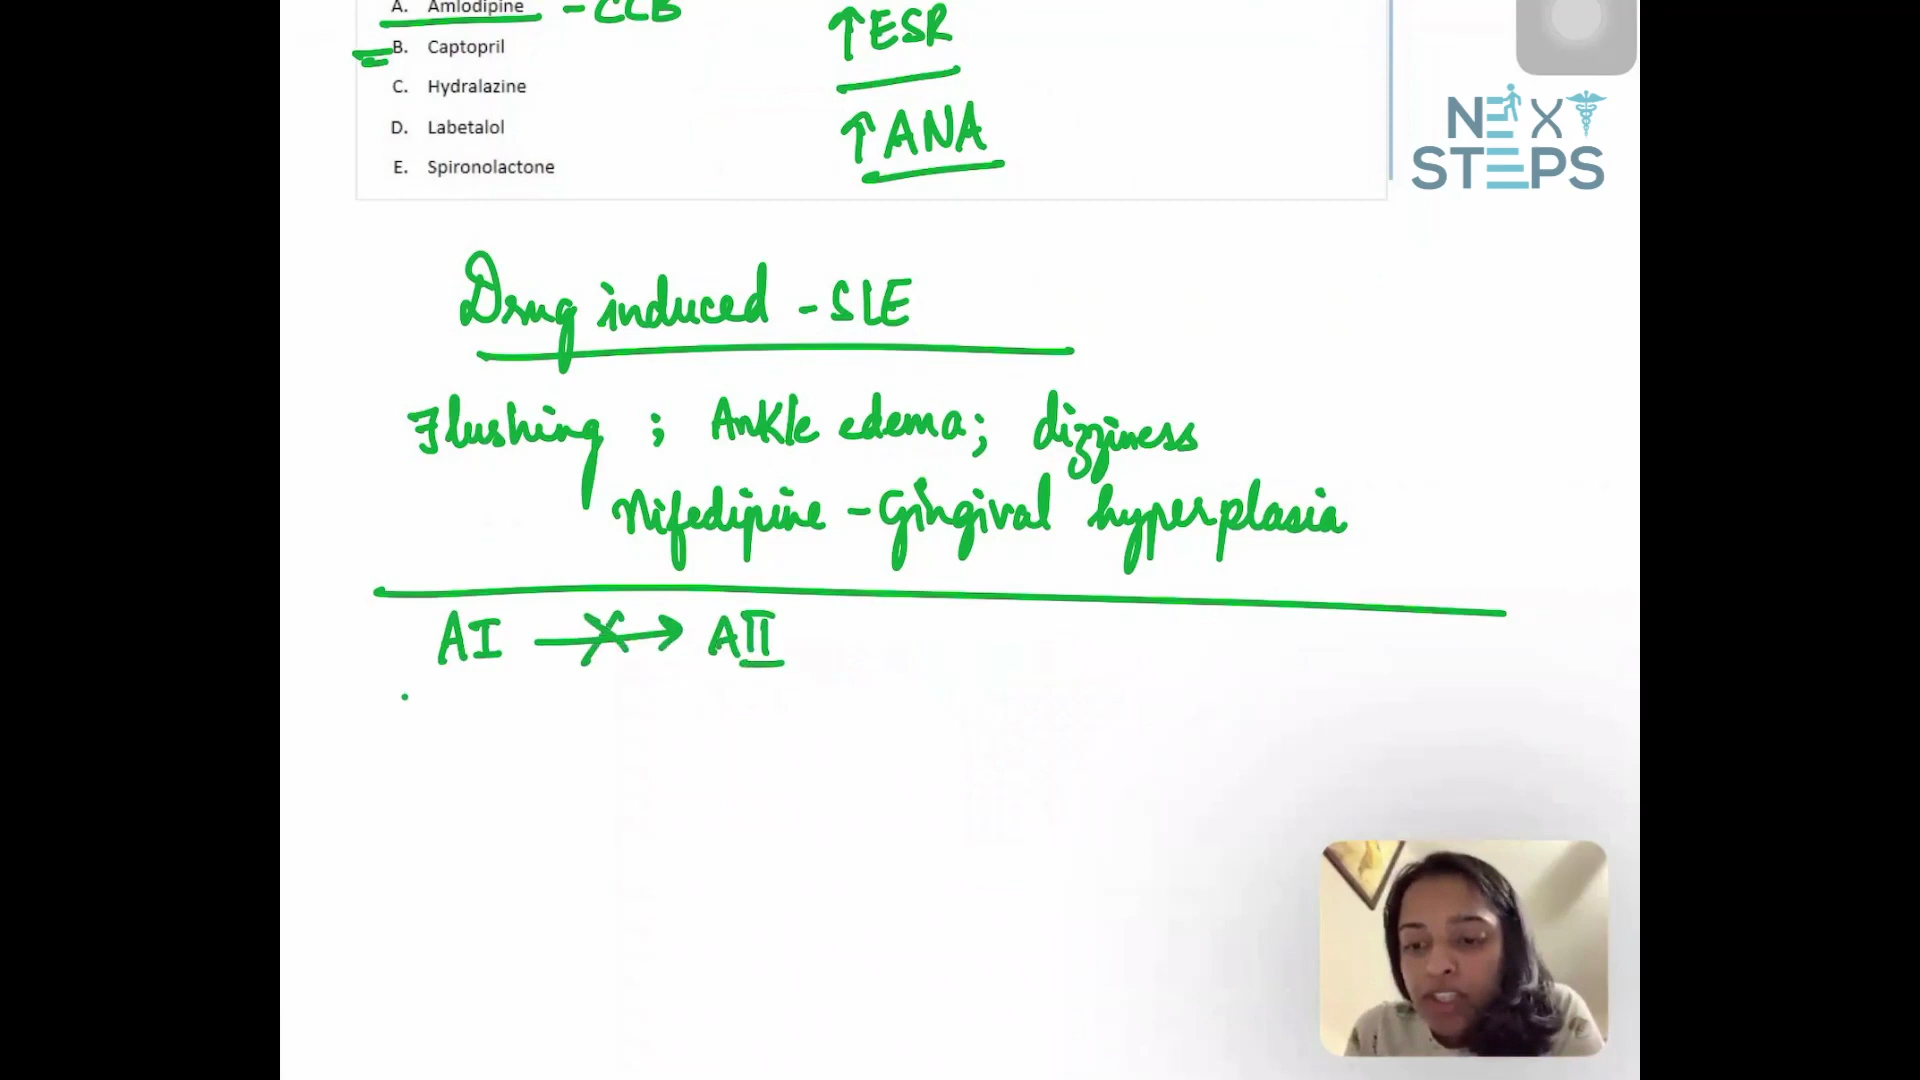 A. Amlodipine - CCB
B. Captopril
C. Hydralazine
D. Labetalol
E. Spironolactone
↑ESR
↑ANA
NEXT
STEPS
Drug induced - SLE
Flushing ; Ankle edema; dizziness
Nifedipine - Gingival hyperplasia
AI → AII